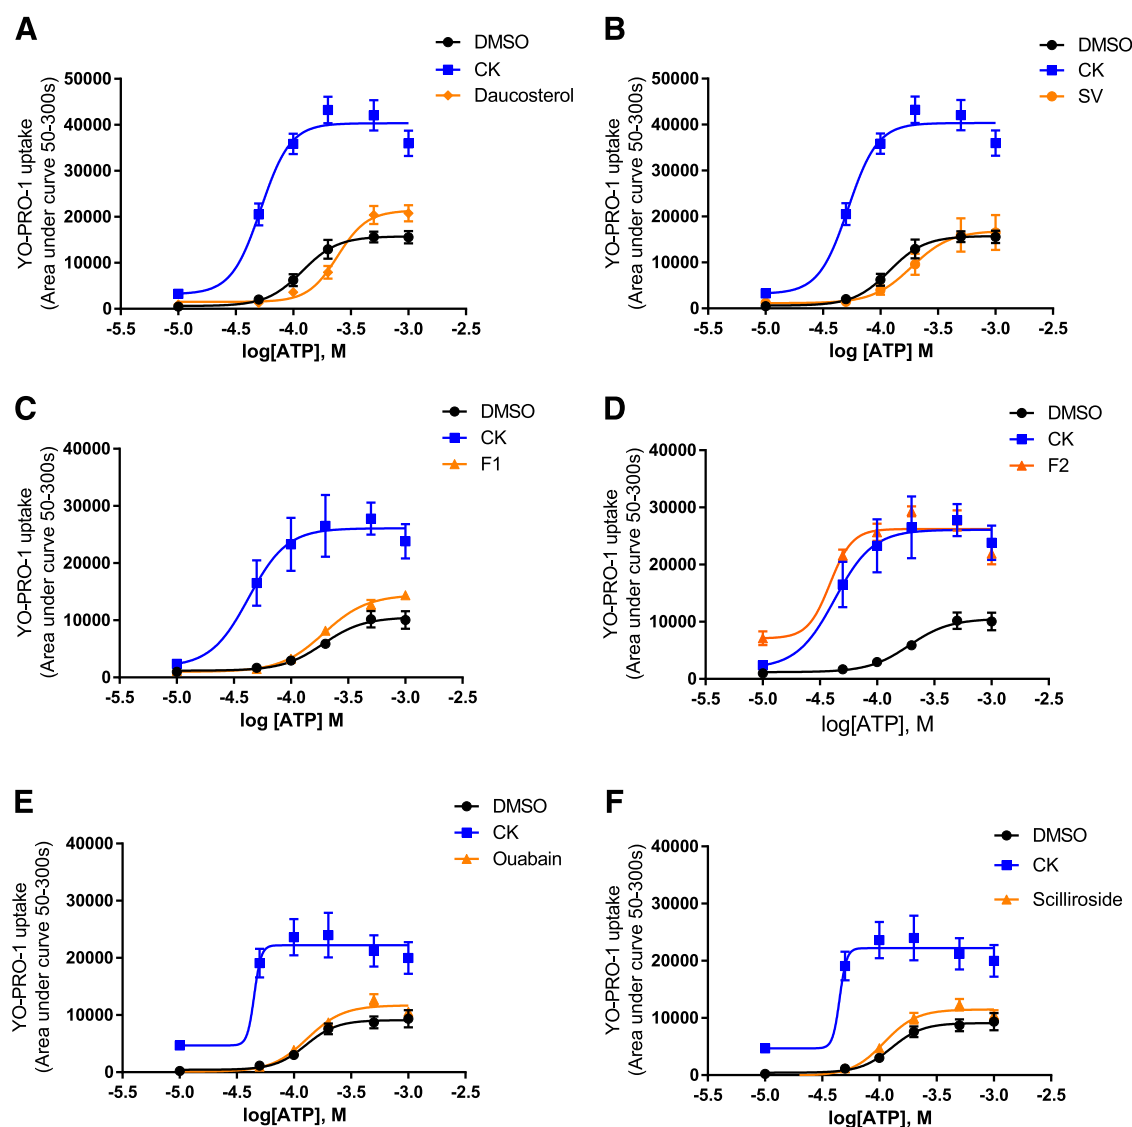 A
DMSO
CK
Daucosterol
YO-PRO-1 uptake
(Area under curve 50-300s)
50000
40000
30000
20000
10000
0
-5.5 -5.0 -4.5 -4.0 -3.5 -3.0 -2.5
log[ATP], M
B
DMSO
CK
SV
YO-PRO-1 uptake
(Area under curve 50-300s)
50000
40000
30000
20000
10000
0
-5.5 -5.0 -4.5 -4.0 -3.5 -3.0 -2.5
log [ATP] M
C
DMSO
CK
F1
YO-PRO-1 uptake
(Area under curve 50-300s)
40000
30000
20000
10000
0
-5.5 -5.0 -4.5 -4.0 -3.5 -3.0 -2.5
log [ATP] M
D
DMSO
CK
F2
YO-PRO-1 uptake
(Area under curve 50-300s)
40000
30000
20000
10000
0
-5.5 -5.0 -4.5 -4.0 -3.5 -3.0 -2.5
log[ATP], M
E
DMSO
CK
Ouabain
YO-PRO-1 uptake
(Area under curve 50-300s)
40000
30000
20000
10000
0
-5.5 -5.0 -4.5 -4.0 -3.5 -3.0 -2.5
log[ATP], M
F
DMSO
CK
Scilliroside
YO-PRO-1 uptake
(Area under curve 50-300s)
40000
30000
20000
10000
0
-5.5 -5.0 -4.5 -4.0 -3.5 -3.0 -2.5
log[ATP], M